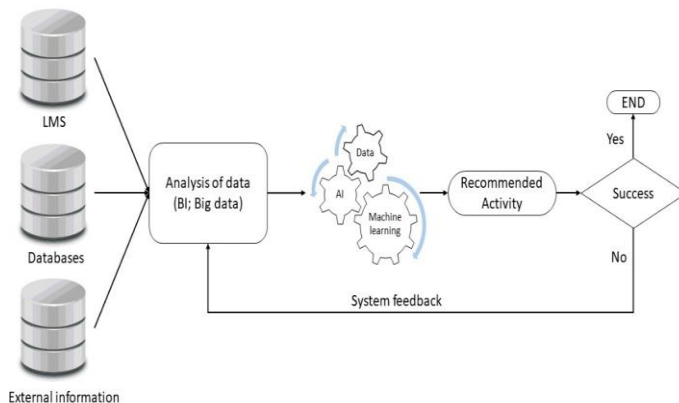 LMS
Databases
External information
Analysis of data
(BI; Big data)
Data
AI
Machine
learning
Recommended
Activity
Success
Yes
END
No
System feedback